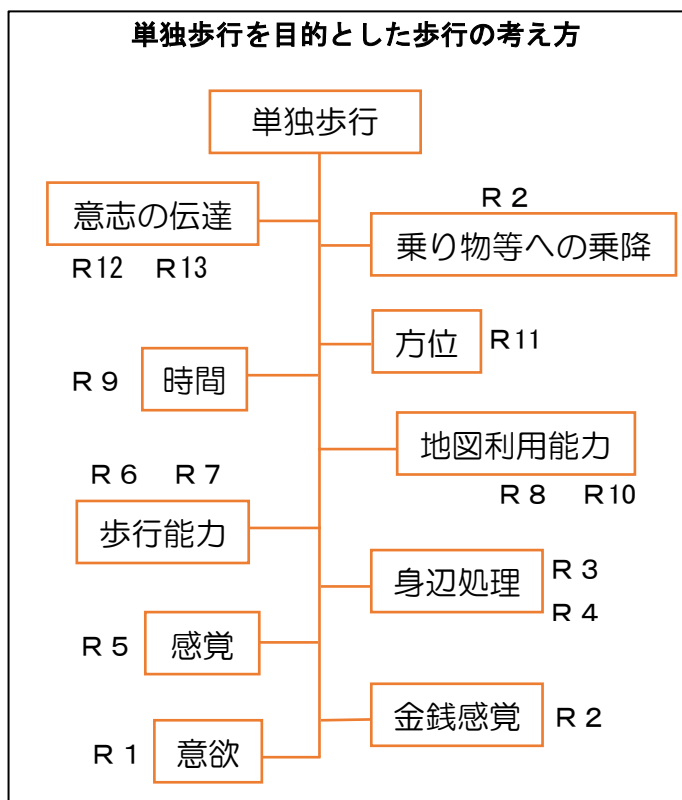 単独歩行を目的とした歩行の考え方
単独歩行
意志の伝達
R12 R13
R２
乗り物等への乗降
方位
R11
R９
時間
地図利用能力
R８ R10
R６ R７
歩行能力
身辺処理
R３
R４
R５
感覚
金銭感覚
R２
R１
意欲